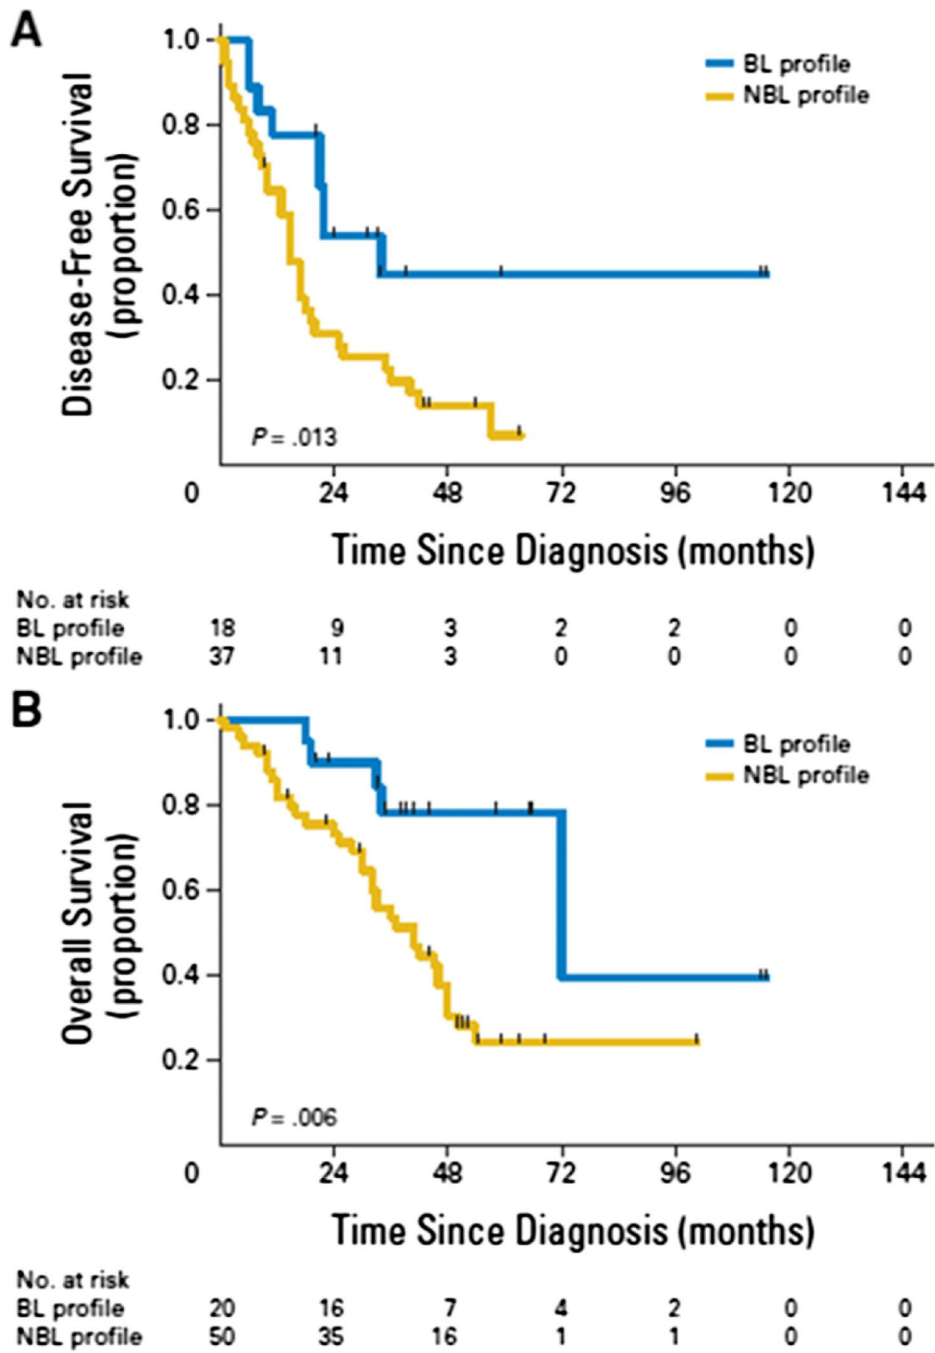 A
1.0
0.8
0.6
0.4
0.2
Disease-Free Survival
(proportion)
BL profile
NBL profile
P = .013
0 24 48 72 96 120 144
Time Since Diagnosis (months)
No. at risk
BL profile 18 9 3 2 2 0 0
NBL profile 37 11 3 0 0 0 0
B
1.0
0.8
0.6
0.4
0.2
Overall Survival
(proportion)
BL profile
NBL profile
P = .006
0 24 48 72 96 120 144
Time Since Diagnosis (months)
No. at risk
BL profile 20 16 7 4 2 0 0
NBL profile 50 35 16 1 1 0 0